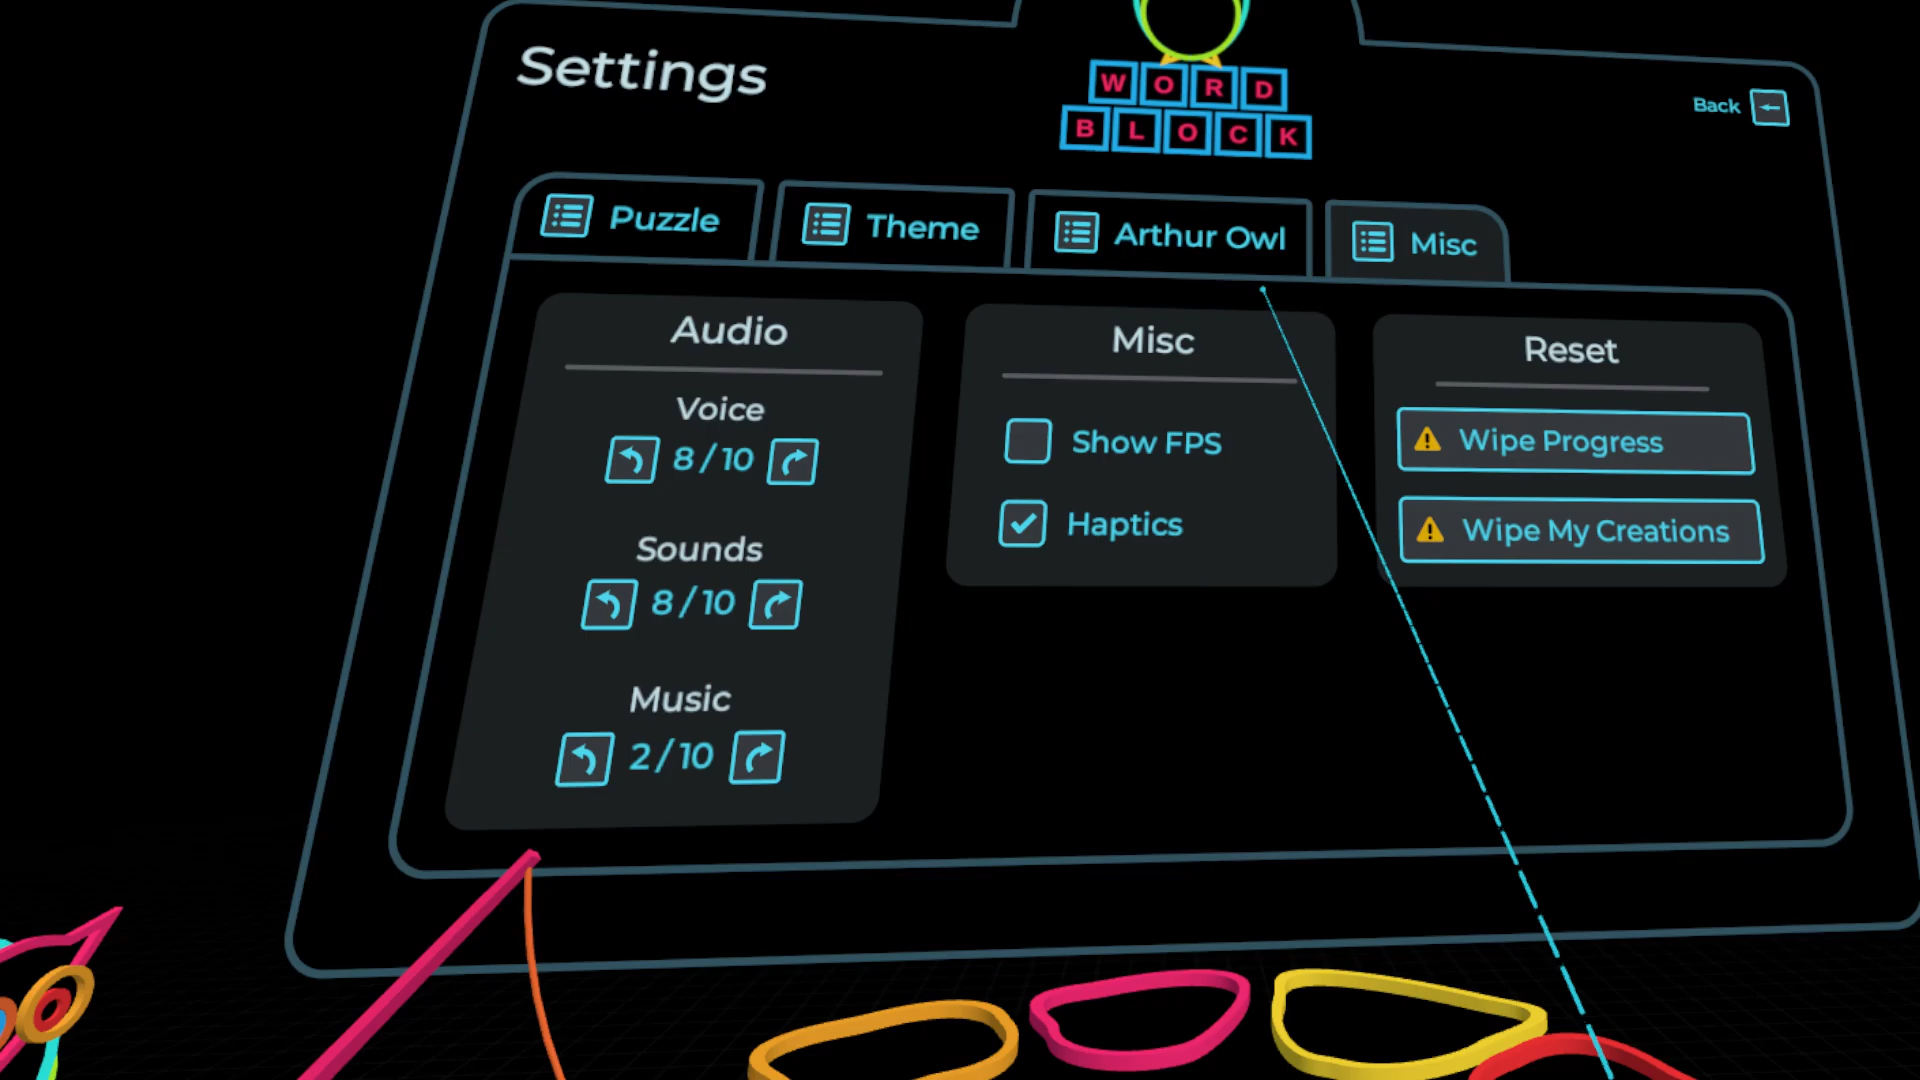 Settings
WORD
BLOCK
Back
Puzzle
Theme
Arthur Owl
Misc
Audio
Voice
8 / 10
Sounds
8 / 10
Music
2 / 10
Misc
Show FPS
Haptics
Reset
Wipe Progress
Wipe My Creations